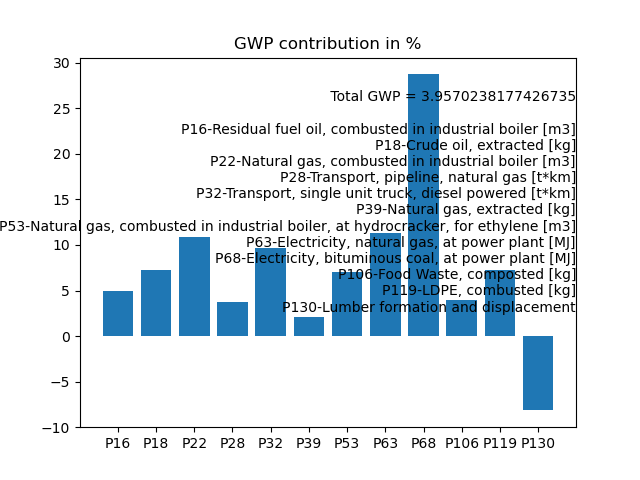 GWP contribution in %
30
Total GWP = 3.9570238177426735
25
P16-Residual fuel oil, combusted in industrial boiler [m3]
P18-Crude oil, extracted [kg]
20
P22-Natural gas, combusted in industrial boiler [m3]
P28-Transport, pipeline, natural gas [t*km]
15
P32-Transport, single unit truck, diesel powered [t*km]
P39-Natural gas, extracted [kg]
P53-Natural gas, combusted in industrial boiler, at hydrocracker, for ethylene [m3]
10
P63-Electricity, natural gas, at power plant [MJ]
P68-Electricity, bituminous coal, at power plant [MJ]
P106-Food Waste, composted [kg]
5
P119-LDPE, combusted [kg]
P130-Lumber formation and displacement
0
−5
−10
P16 P18 P22 P28 P32 P39 P53 P63 P68 P106 P119 P130